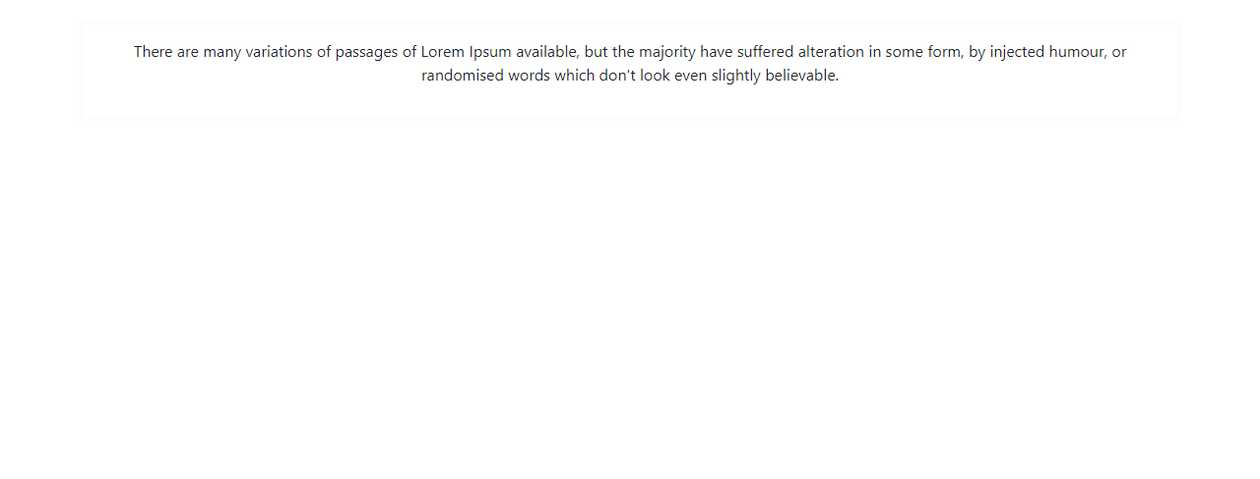 There are many variations of passages of Lorem Ipsum available, but the majority have suffered alteration in some form, by injected humour, or
randomised words which don't look even slightly believable.